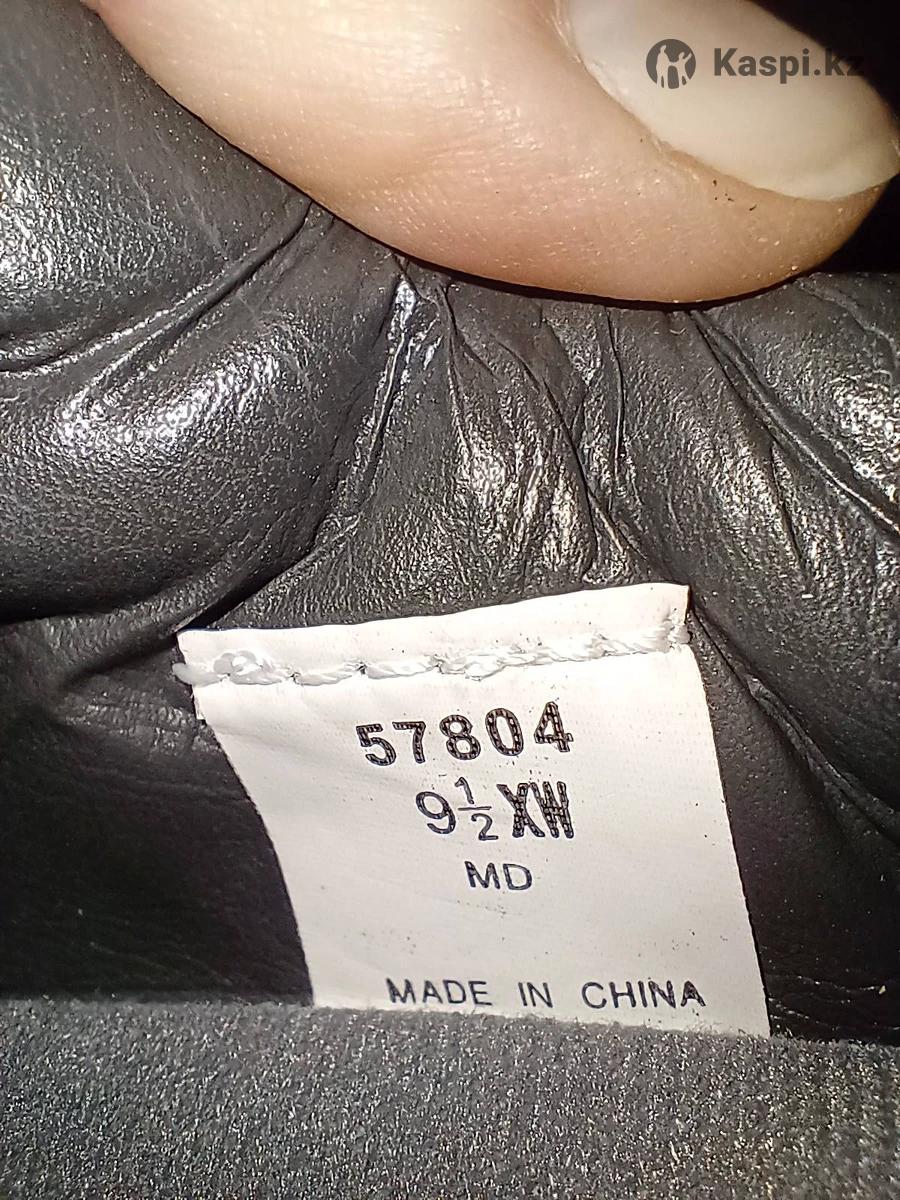 Kaspi.kz
57804
9½ XW
MD
MADE IN CHINA